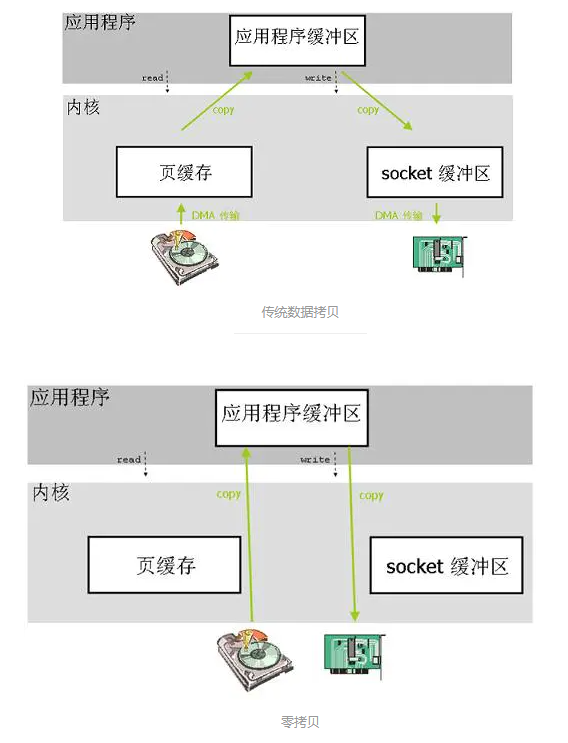 应用程序
应用程序缓冲区
read
write
内核
copy
copy
页缓存
socket 缓冲区
DMA 传输
DMA 传输
传统数据拷贝
应用程序
应用程序缓冲区
read
write
内核
copy
copy
页缓存
socket 缓冲区
零拷贝